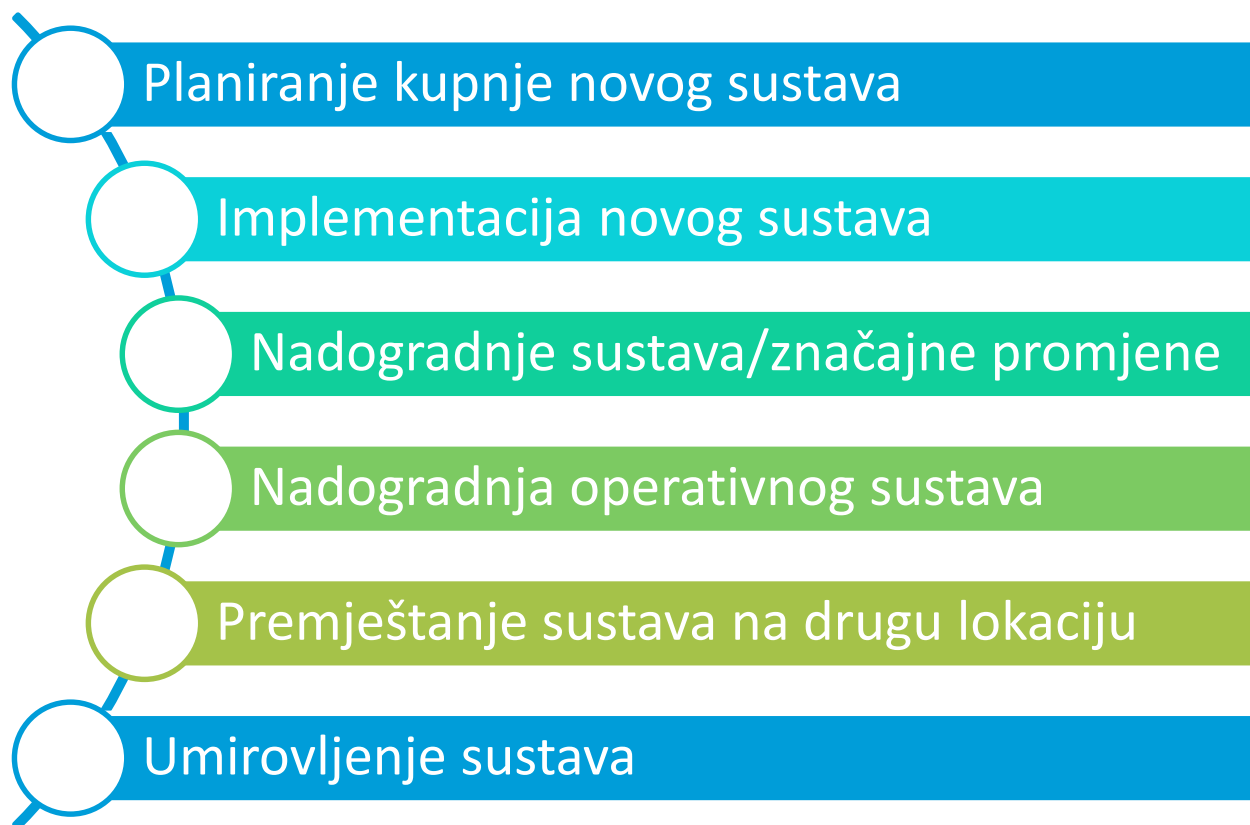 Planiranje kupnje novog sustava
Implementacija novog sustava
Nadogradnje sustava/značajne promjene
Nadogradnja operativnog sustava
Premještanje sustava na drugu lokaciju
Umirovljenje sustava